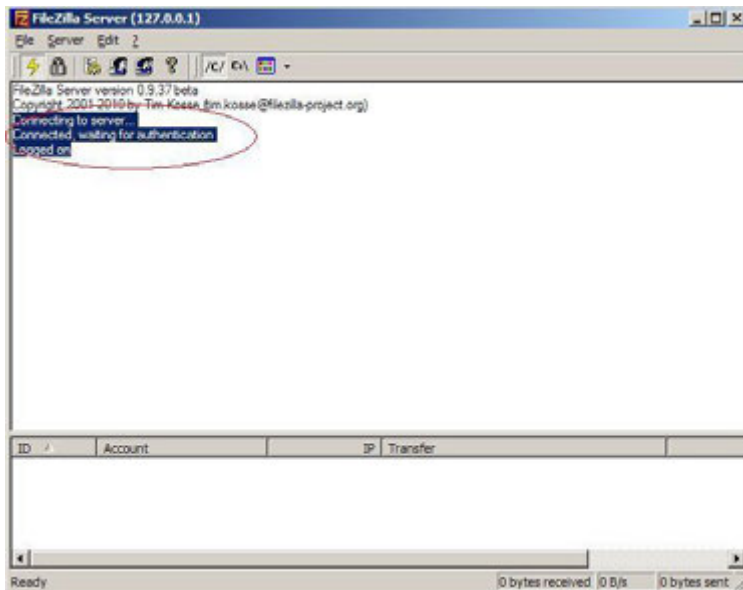 FileZilla Server (127.0.0.1)
File Server Edit ?
/C/ C:\
FileZilla Server version 0.9.37 beta
Copyright 2001-2010 by Tim Kosse (tim.kosse@filezilla-project.org)
Connecting to server...
Connected, waiting for authentication
Logged on
ID / Account IP Transfer
Ready 0 bytes received 0 B/s 0 bytes sent